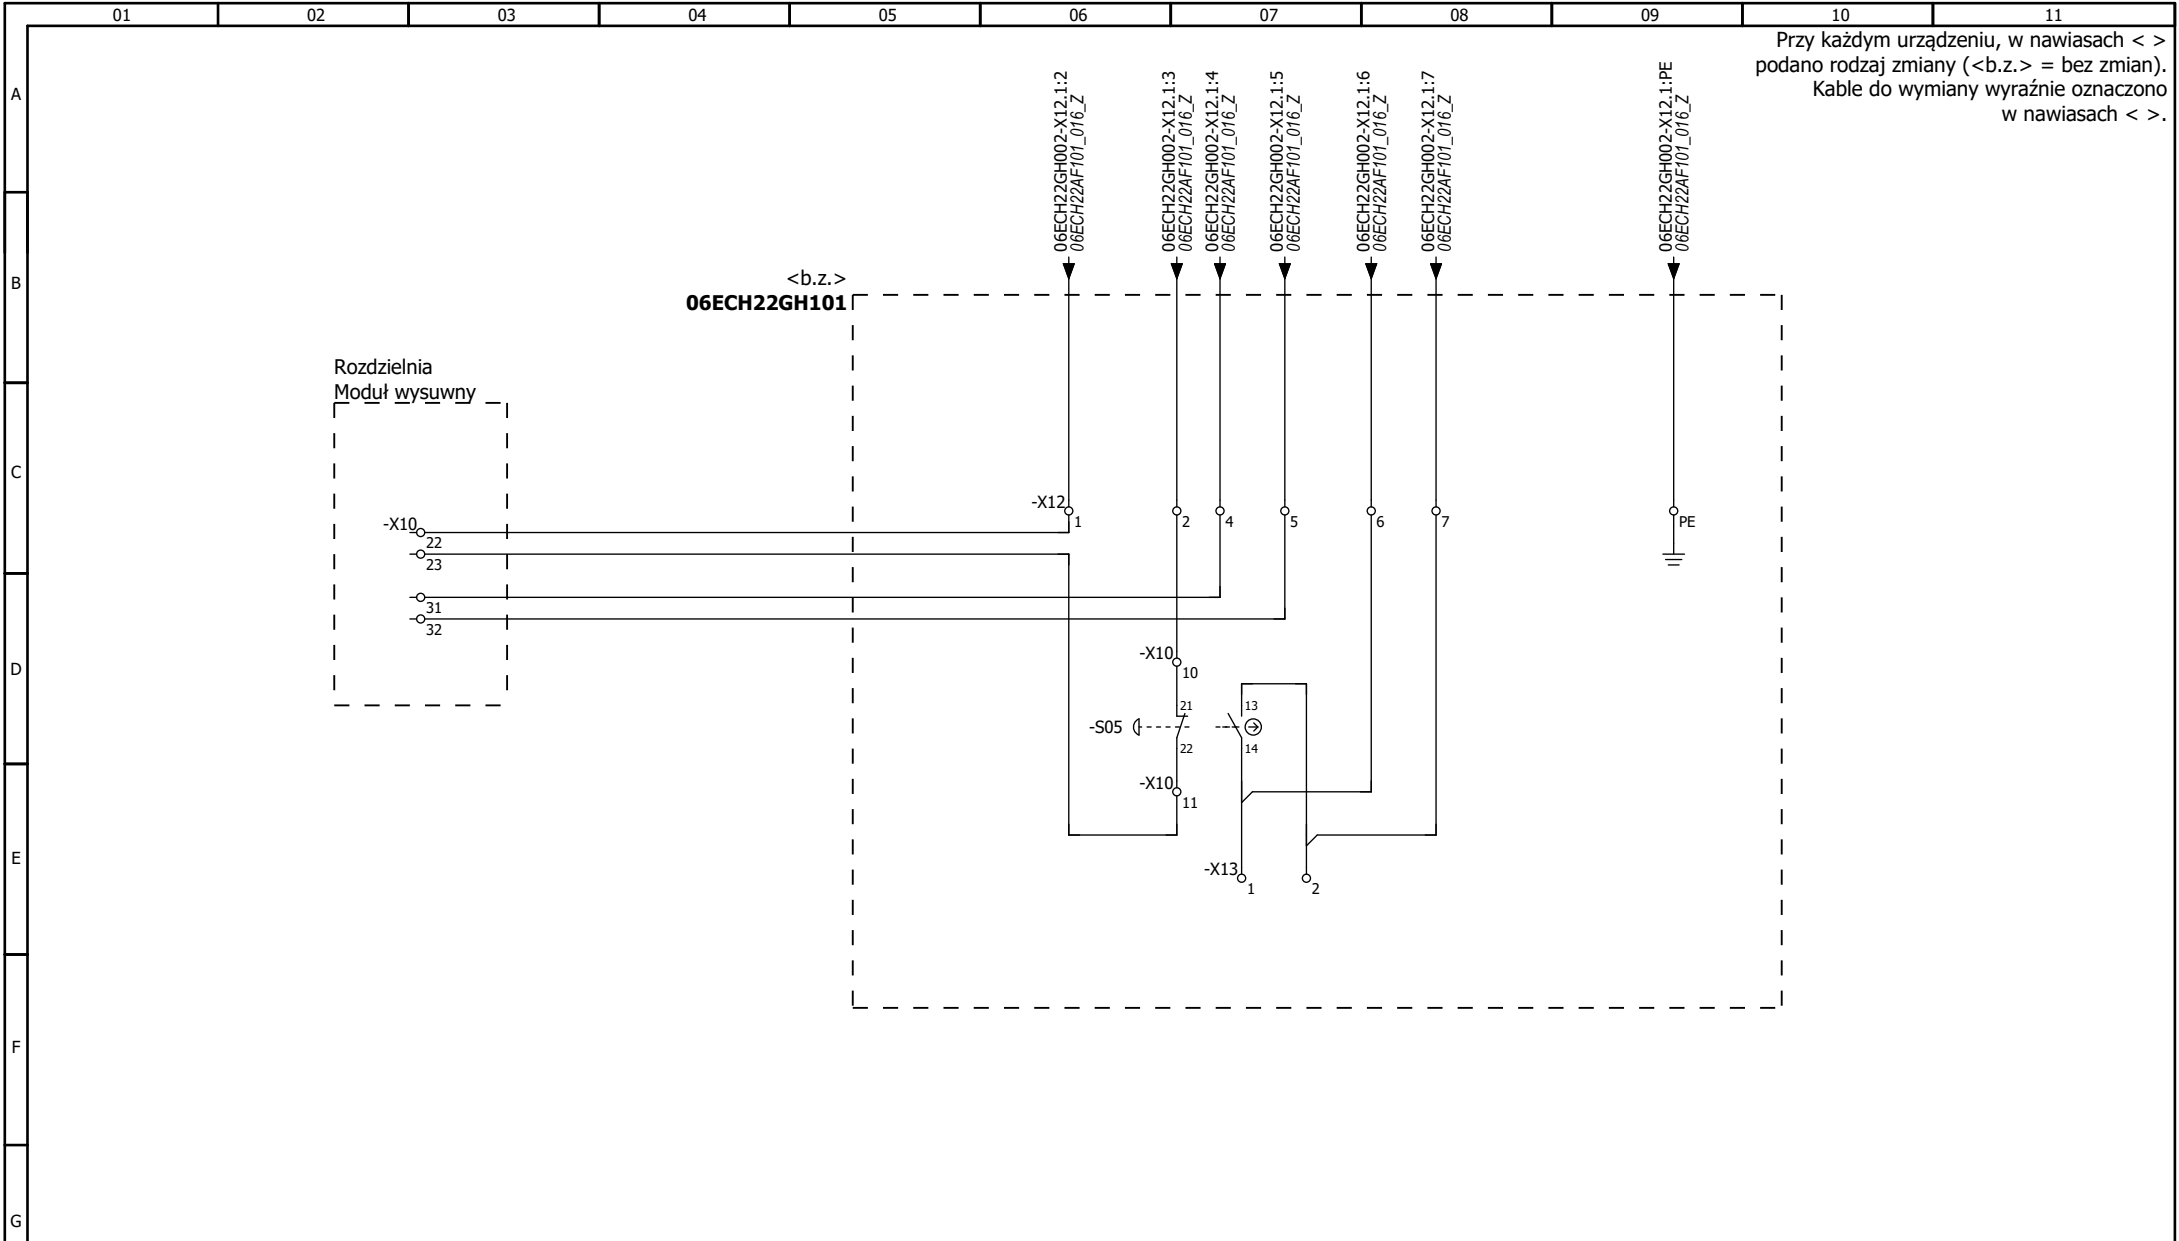 01 02 03 04 05 06 07 08 09 10 11
Przy każdym urządzeniu, w nawiasach < >
podano rodzaj zmiany (<b.z.> = bez zmian).
Kable do wymiany wyraźnie oznaczono
w nawiasach < >.
A
06ECH22GH002-X12.1:2
06ECH22AF101_016_Z
06ECH22GH002-X12.1:3
06ECH22AF101_016_Z
06ECH22GH002-X12.1:4
06ECH22AF101_016_Z
06ECH22GH002-X12.1:5
06ECH22AF101_016_Z
06ECH22GH002-X12.1:6
06ECH22AF101_016_Z
06ECH22GH002-X12.1:7
06ECH22AF101_016_Z
06ECH22GH002-X12.1:PE
06ECH22AF101_016_Z
B
<b.z.>
06ECH22GH101
Rozdzielnia
Moduł wysuwny
C
-X12
1 2 4 5 6 7 PE
-X10
22
23
31
32
D
-X10
10
21 13
-S05
22 14
-X10
11
E
-X13
1 2
F
G